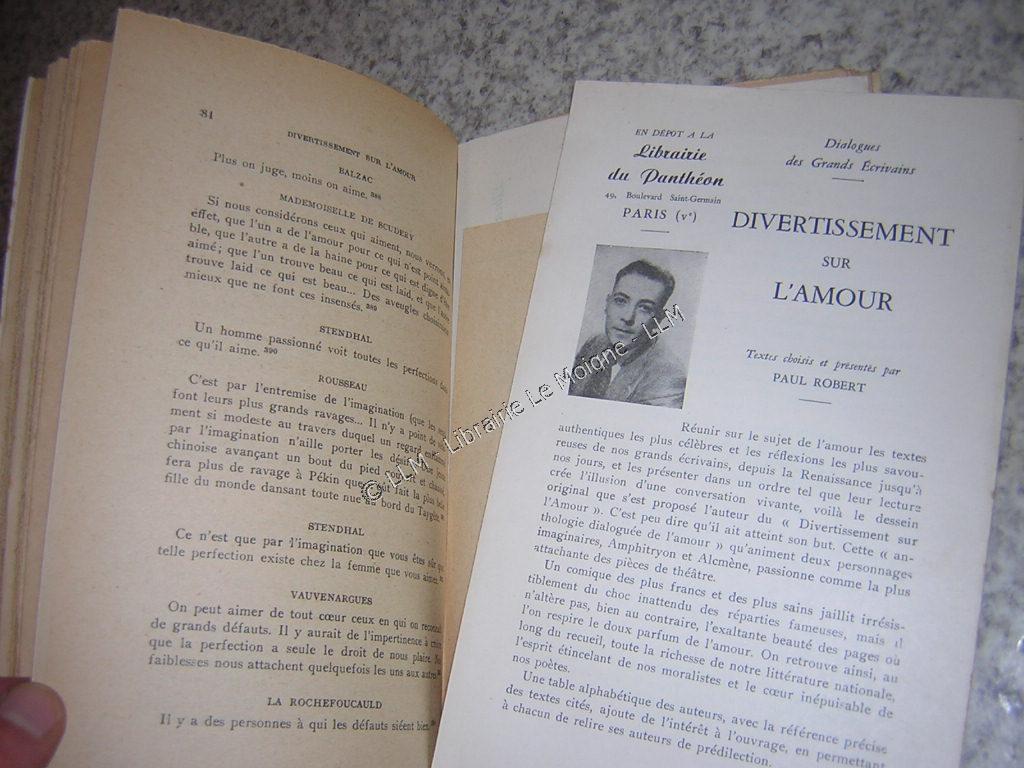 81
DIVERTISSEMENT SUR L'AMOUR
BALZAC
Plus on juge, moins on aime. 388
MADEMOISELLE DE SCUDERY
Si nous considérons ceux qui aiment, nous verrons, en
effet, que l'un a de l'amour pour ce qui n'est point
ble, que l'autre a de la haine pour ce qui est digne d'être
aimé; que l'un trouve beau ce qui est laid, et que l'autre
trouve laid ce qui est beau... Des aveugles choisiraient
mieux que ne font ces insensés. 389
STENDHAL
Un homme passionné voit toutes les perfections dans
ce qu'il aime. 390
ROUSSEAU
C'est par l'entremise de l'imagination (que les
font leurs plus grands ravages... Il n'y a point de
ment si modeste au travers duquel un regard enflammé
par l'imagination n'aille porter les désirs. Une jeune
chinoise avançant un bout du pied couvert et chaussé
fera plus de ravage à Pékin que n'eût fait la plus belle
fille du monde dansant toute nue au bord du Taygète.
STENDHAL
Ce n'est que par l'imagination que vous êtes sûr que
telle perfection existe chez la femme que vous aimez.
VAUVENARGUES
On peut aimer de tout cœur ceux en qui on reconnaît
de grands défauts. Il y aurait de l'impertinence à croire
que la perfection a seule le droit de nous plaire. Nos
faiblesses nous attachent quelquefois les uns aux autres
LA ROCHEFOUCAULD
Il y a des personnes à qui les défauts siéent bien
EN DÉPOT A LA
Librairie
du Panthéon
49, Boulevard Saint-Germain
PARIS (vᵉ)
Dialogues
des Grands Écrivains
DIVERTISSEMENT
SUR
L'AMOUR
Textes choisis et présentés par
PAUL ROBERT
Réunir sur le sujet de l'amour les textes
authentiques les plus célèbres et les réflexions les plus savou-
reuses de nos grands écrivains, depuis la Renaissance jusqu'à
nos jours, et les présenter dans un ordre tel que leur lecture
crée l'illusion d'une conversation vivante, voilà le dessein
original que s'est proposé l'auteur du « Divertissement sur
l'Amour ». C'est peu dire qu'il ait atteint son but. Cette « an-
thologie dialoguée de l'amour » qu'animent deux personnages
imaginaires, Amphitryon et Alcmène, passionne comme la plus
attachante des pièces de théâtre.
Un comique des plus francs et des plus sains jaillit irrésis-
tiblement du choc inattendu des réparties fameuses, mais il
n'altère pas, bien au contraire, l'exaltante beauté des pages où
l'on respire le doux parfum de l'amour. On retrouve ainsi, au
long du recueil, toute la richesse de notre littérature nationale,
l'esprit étincelant de nos moralistes et le cœur inépuisable de
nos poètes.
Une table alphabétique des auteurs, avec la référence précise
des textes cités, ajoute de l'intérêt à l'ouvrage, en permettant
à chacun de relire ses auteurs de prédilection.
© LLM - Librairie Le Moigne - LLM